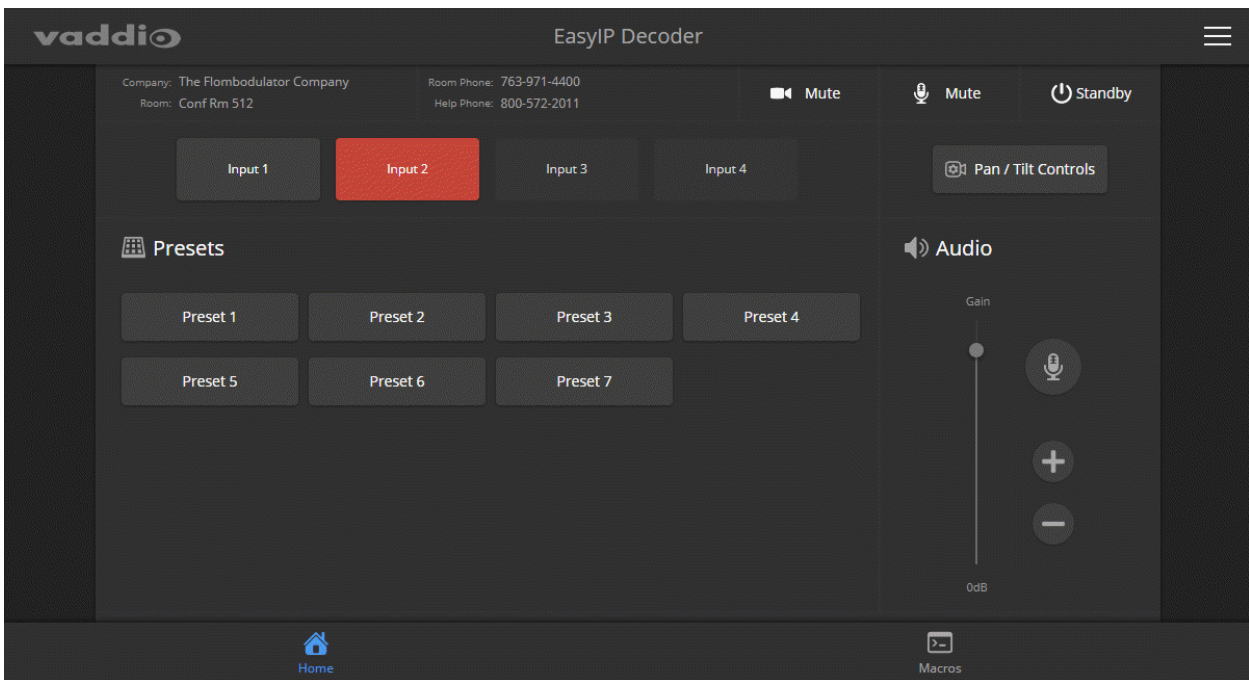 vaddio
EasyIP Decoder
Company: The Flombodulator Company
Room Phone: 763-971-4400
Room: Conf Rm 512
Help Phone: 800-572-2011
Mute
Mute
Standby
Input 1
Input 2
Input 3
Input 4
Pan / Tilt Controls
Presets
Audio
Gain
Preset 1
Preset 2
Preset 3
Preset 4
Preset 5
Preset 6
Preset 7
0dB
Home
Macros